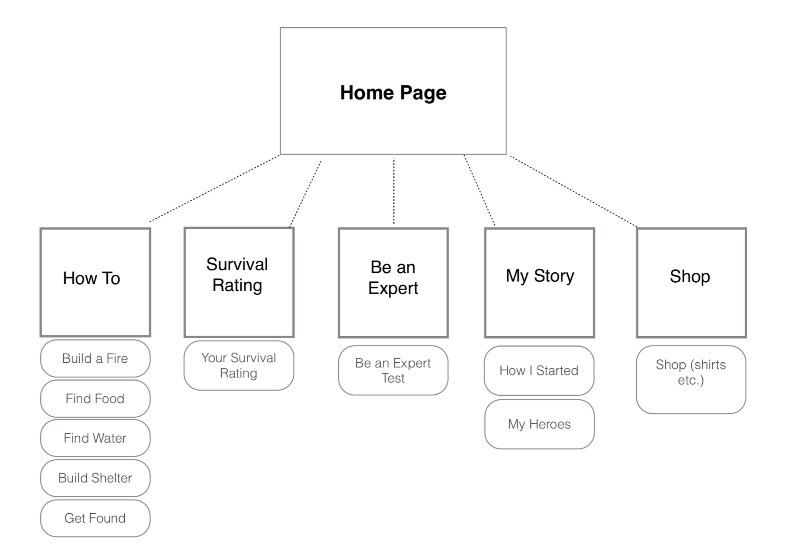 Home Page
How To
Survival
Rating
Be an
Expert
My Story
Shop
Build a Fire
Find Food
Find Water
Build Shelter
Get Found
Your Survival
Rating
Be an Expert
Test
How I Started
My Heroes
Shop (shirts
etc.)